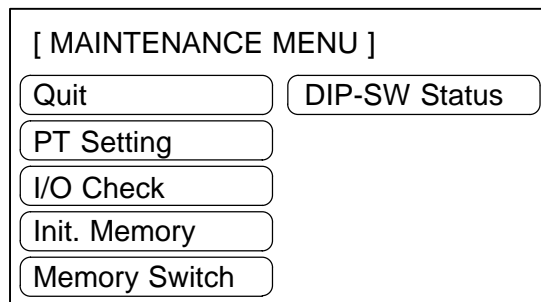 [ MAINTENANCE MENU ]
Quit
DIP-SW Status
PT Setting
I/O Check
Init. Memory
Memory Switch